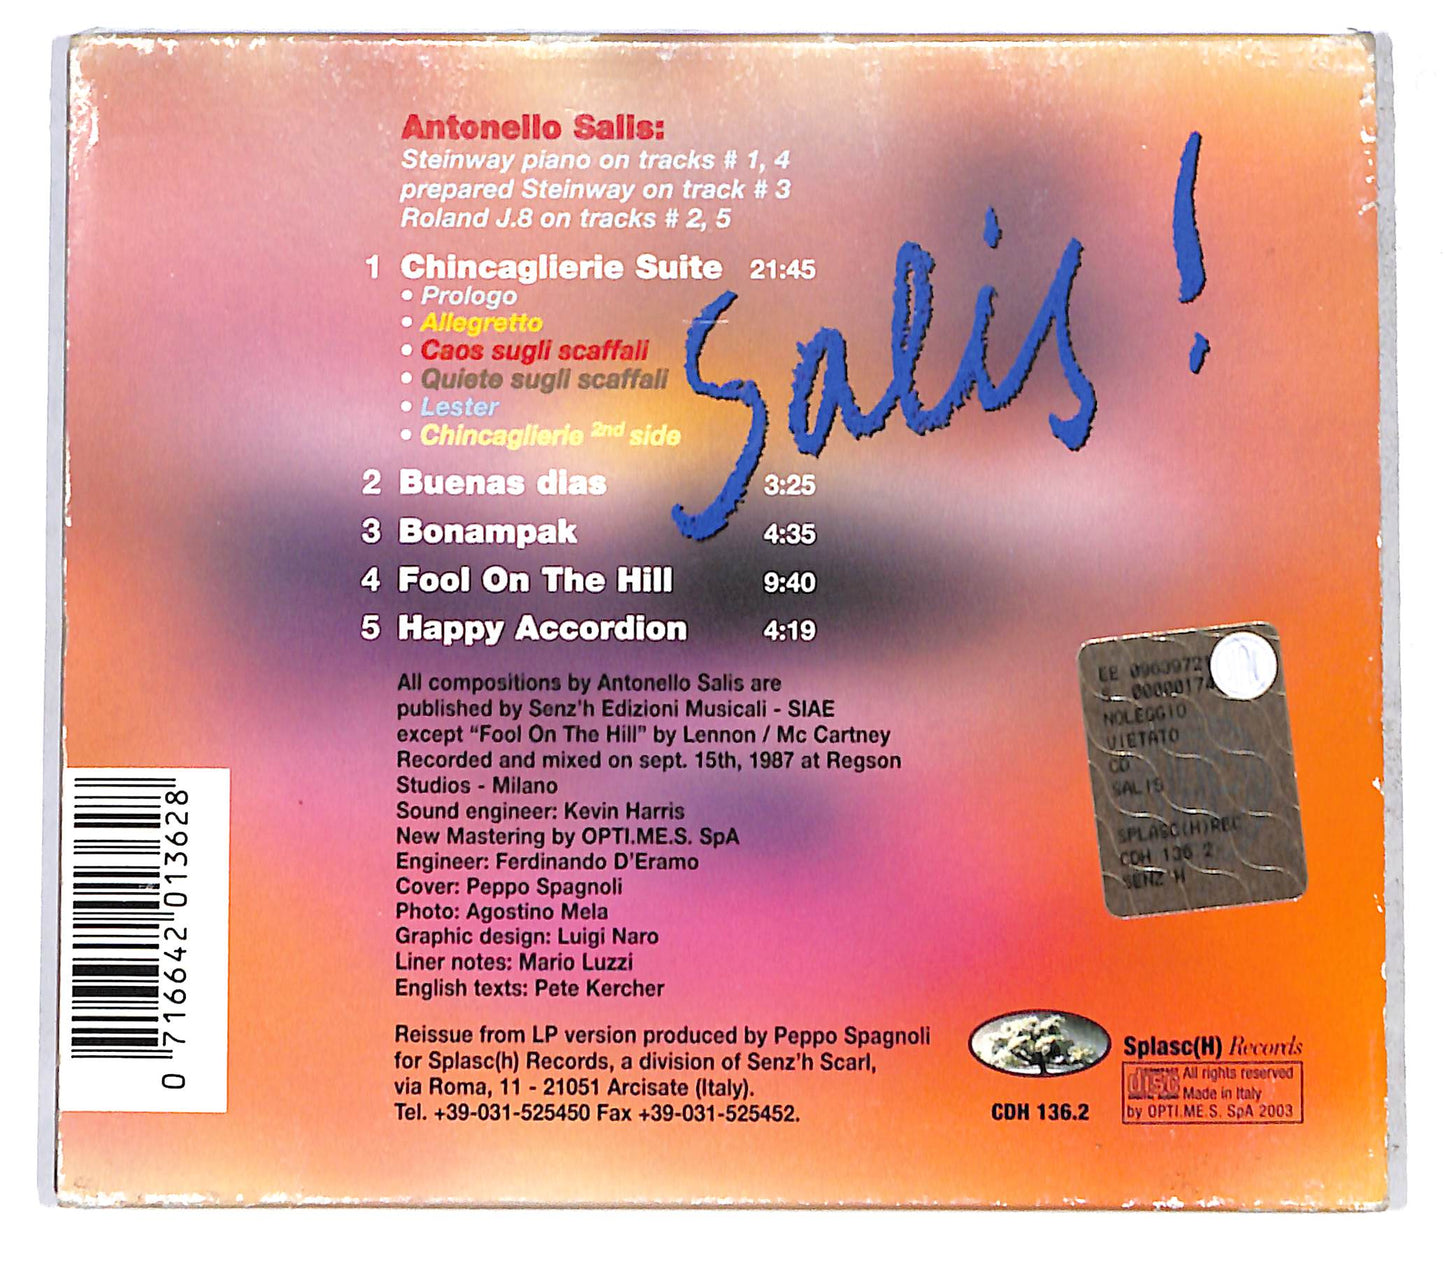 Antonello Salis:
Steinway piano on tracks # 1, 4
prepared Steinway on track # 3
Roland J.8 on tracks # 2, 5
1 Chincaglierie Suite 21:45
• Prologo
• Allegretto
• Caos sugli scaffali
• Quiete sugli scaffali
• Lester
• Chincaglierie 2nd side
2 Buenas dias 3:25
3 Bonampak 4:35
4 Fool On The Hill 9:40
5 Happy Accordion 4:19
Salis!
All compositions by Antonello Salis are
published by Senz'h Edizioni Musicali - SIAE
except “Fool On The Hill” by Lennon / Mc Cartney
Recorded and mixed on sept. 15th, 1987 at Regson
Studios - Milano
Sound engineer: Kevin Harris
New Mastering by OPTI.ME.S. SpA
Engineer: Ferdinando D'Eramo
Cover: Peppo Spagnoli
Photo: Agostino Mela
Graphic design: Luigi Naro
Liner notes: Mario Luzzi
English texts: Pete Kercher
Reissue from LP version produced by Peppo Spagnoli
for Splasc(h) Records, a division of Senz'h Scarl,
via Roma, 11 - 21051 Arcisate (Italy).
Tel. +39-031-525450 Fax +39-031-525452.
0 716642 013628
EE
NOLEGGIO
VIETATO
CD
SALIS
SPLASC(H)REC
CDH 136 2
SENZ H
CDH 136.2
Splasc(H) Records
disc All rights reserved
Made in Italy
by OPTI.ME.S. SpA 2003